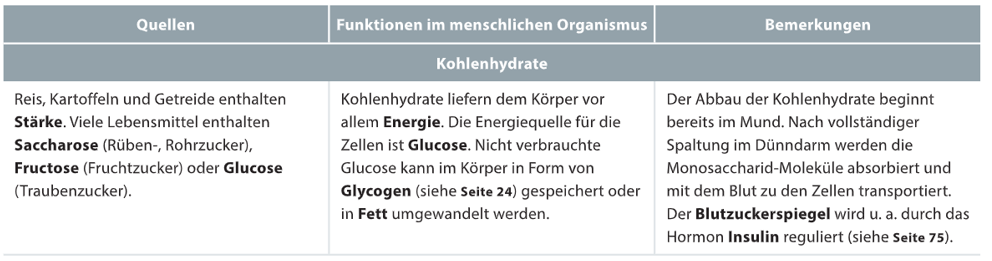 Quellen
Funktionen im menschlichen Organismus
Bemerkungen
Kohlenhydrate
Reis, Kartoffeln und Getreide enthalten
Stärke. Viele Lebensmittel enthalten
Saccharose (Rüben-, Rohrzucker),
Fructose (Fruchtzucker) oder Glucose
(Traubenzucker).
Kohlenhydrate liefern dem Körper vor
allem Energie. Die Energiequelle für die
Zellen ist Glucose. Nicht verbrauchte
Glucose kann im Körper in Form von
Glycogen (siehe Seite 24) gespeichert oder
in Fett umgewandelt werden.
Der Abbau der Kohlenhydrate beginnt
bereits im Mund. Nach vollständiger
Spaltung im Dünndarm werden die
Monosaccharid-Moleküle absorbiert und
mit dem Blut zu den Zellen transportiert.
Der Blutzuckerspiegel wird u. a. durch das
Hormon Insulin reguliert (siehe Seite 75).